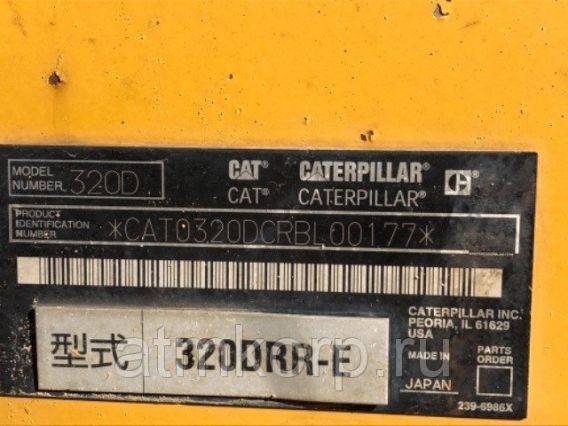 MODEL
NUMBER 320D
CAT® CATERPILLAR®
CAT® CATERPILLAR®
PRODUCT
IDENTIFICATION
NUMBER
*CAT0320DCRBL00177*
CATERPILLAR INC.
PEORIA, IL 61629
USA
MADE IN
JAPAN
PARTS
ORDER
型式 320DRR-E
239-6986X
atnkorp.ru